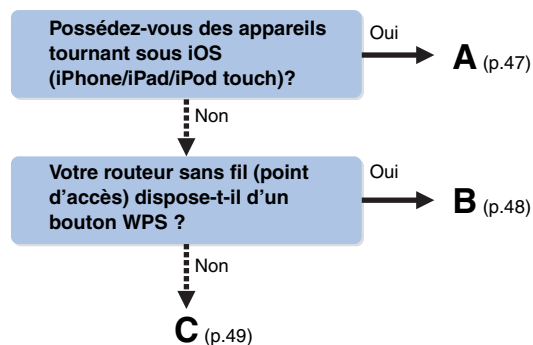 Possédez-vous des appareils
tournant sous iOS
(iPhone/iPad/iPod touch)?
Oui
A (p.47)
Non
Votre routeur sans fil (point
d'accès) dispose-t-il d'un
bouton WPS ?
Oui
B (p.48)
Non
C (p.49)